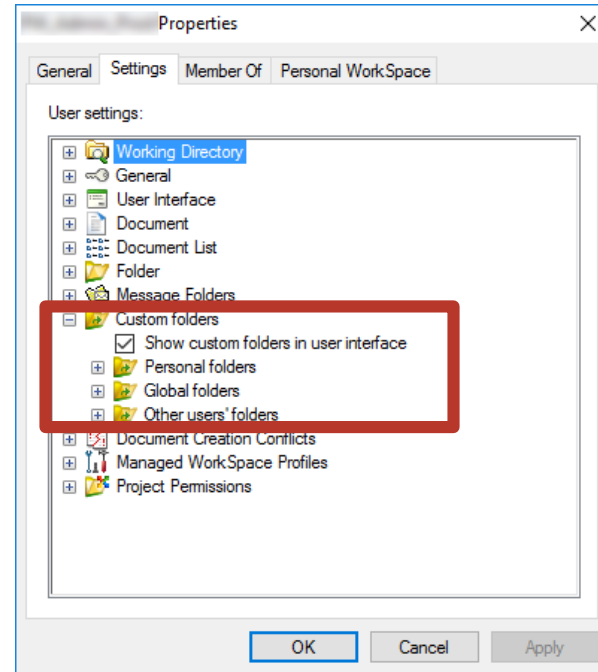 Properties
General Settings Member Of Personal WorkSpace
User settings:
Working Directory
General
User Interface
Document
Document List
Folder
Message Folders
Custom folders
Show custom folders in user interface
Personal folders
Global folders
Other users' folders
Document Creation Conflicts
Managed WorkSpace Profiles
Project Permissions
OK Cancel Apply